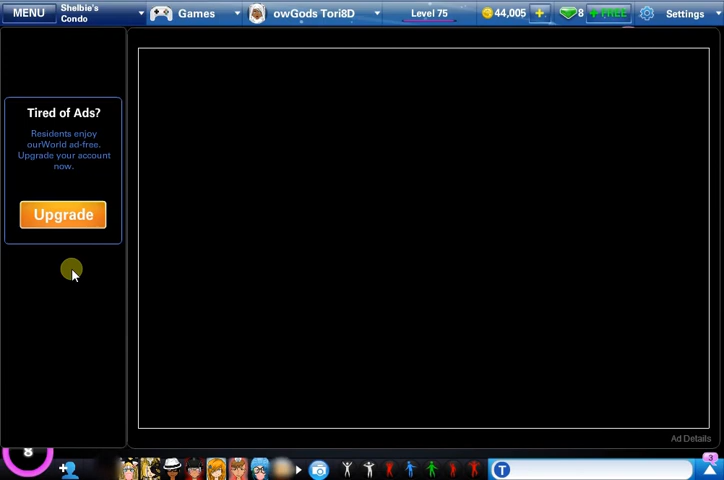 MENU
Shelbie's
Condo
Games
owGods Tori8D
Level 75
44,005
+
8
+ FREE
Settings
Tired of Ads?
Residents enjoy
ourWorld ad-free.
Upgrade your account
now.
Upgrade
Ad Details
8
T
3